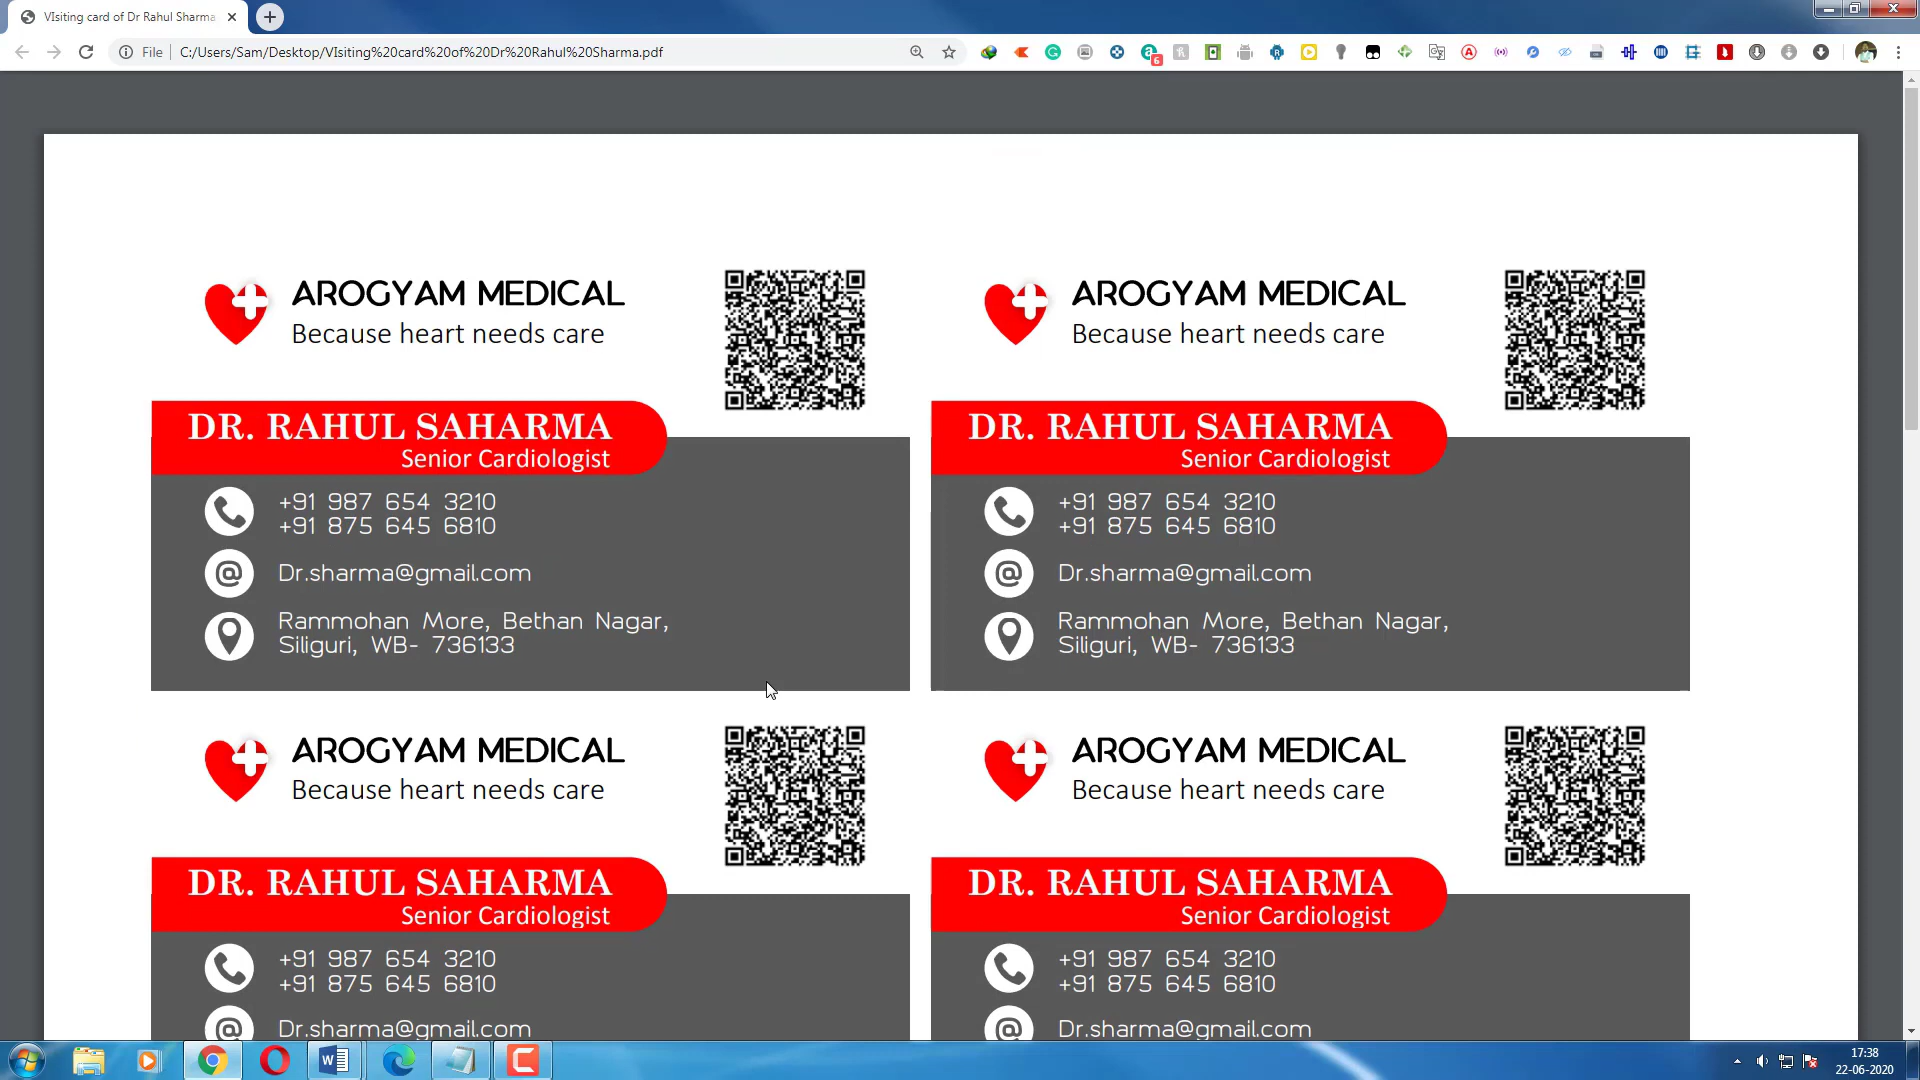 VIsiting card of Dr Rahul Sharma
File
C:/Users/Sam/Desktop/VIsiting%20card%20of%20Dr%20Rahul%20Sharma.pdf
6
AROGYAM MEDICAL
Because heart needs care
DR. RAHUL SAHARMA
Senior Cardiologist
+91 987 654 3210
+91 875 645 6810
@
Dr.sharma@gmail.com
Rammohan More, Bethan Nagar,
Siliguri, WB- 736133
AROGYAM MEDICAL
Because heart needs care
DR. RAHUL SAHARMA
Senior Cardiologist
+91 987 654 3210
+91 875 645 6810
@
Dr.sharma@gmail.com
Rammohan More, Bethan Nagar,
Siliguri, WB- 736133
AROGYAM MEDICAL
Because heart needs care
DR. RAHUL SAHARMA
Senior Cardiologist
+91 987 654 3210
+91 875 645 6810
@
Dr.sharma@gmail.com
AROGYAM MEDICAL
Because heart needs care
DR. RAHUL SAHARMA
Senior Cardiologist
+91 987 654 3210
+91 875 645 6810
@
Dr.sharma@gmail.com
17:38
22-06-2020